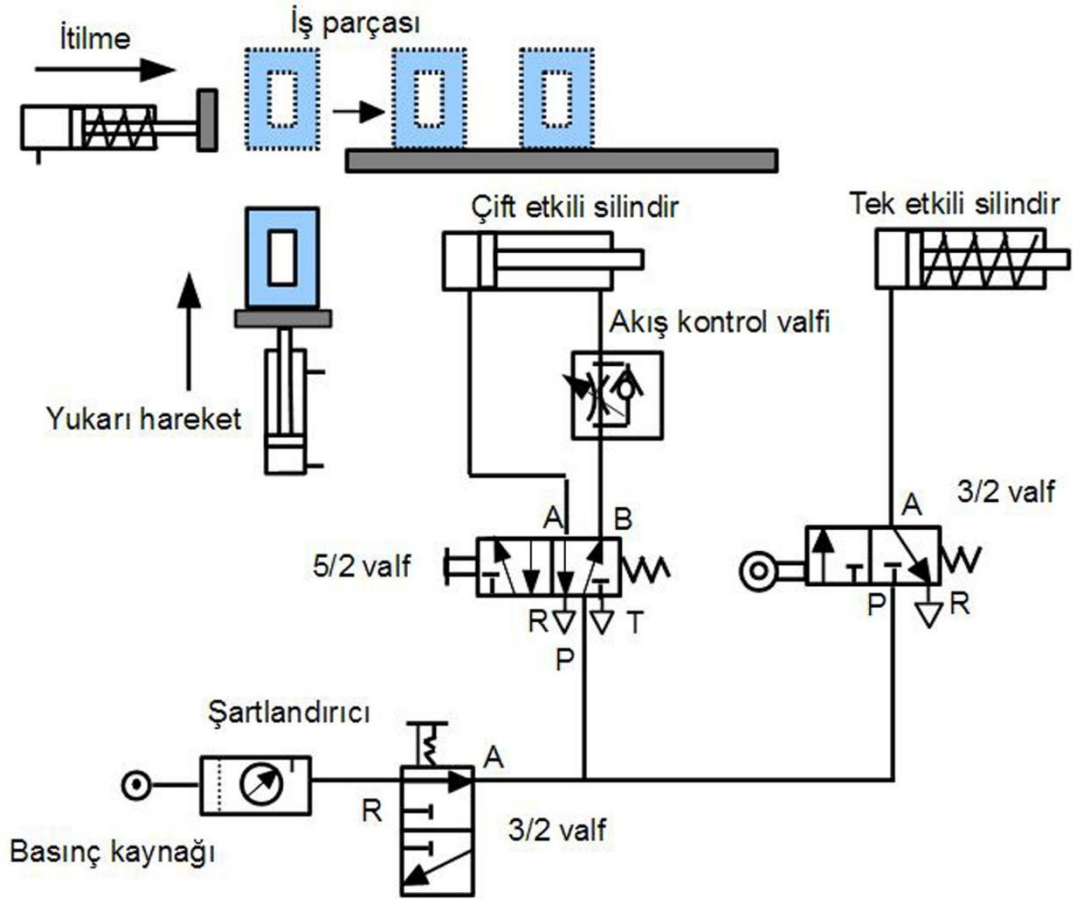 İş parçası
İtilme
Çift etkili silindir
Tek etkili silindir
Akış kontrol valfi
Yukarı hareket
3/2 valf
A
A
B
5/2 valf
P
R
R
T
P
Şartlandırıcı
A
R
3/2 valf
Basınç kaynağı